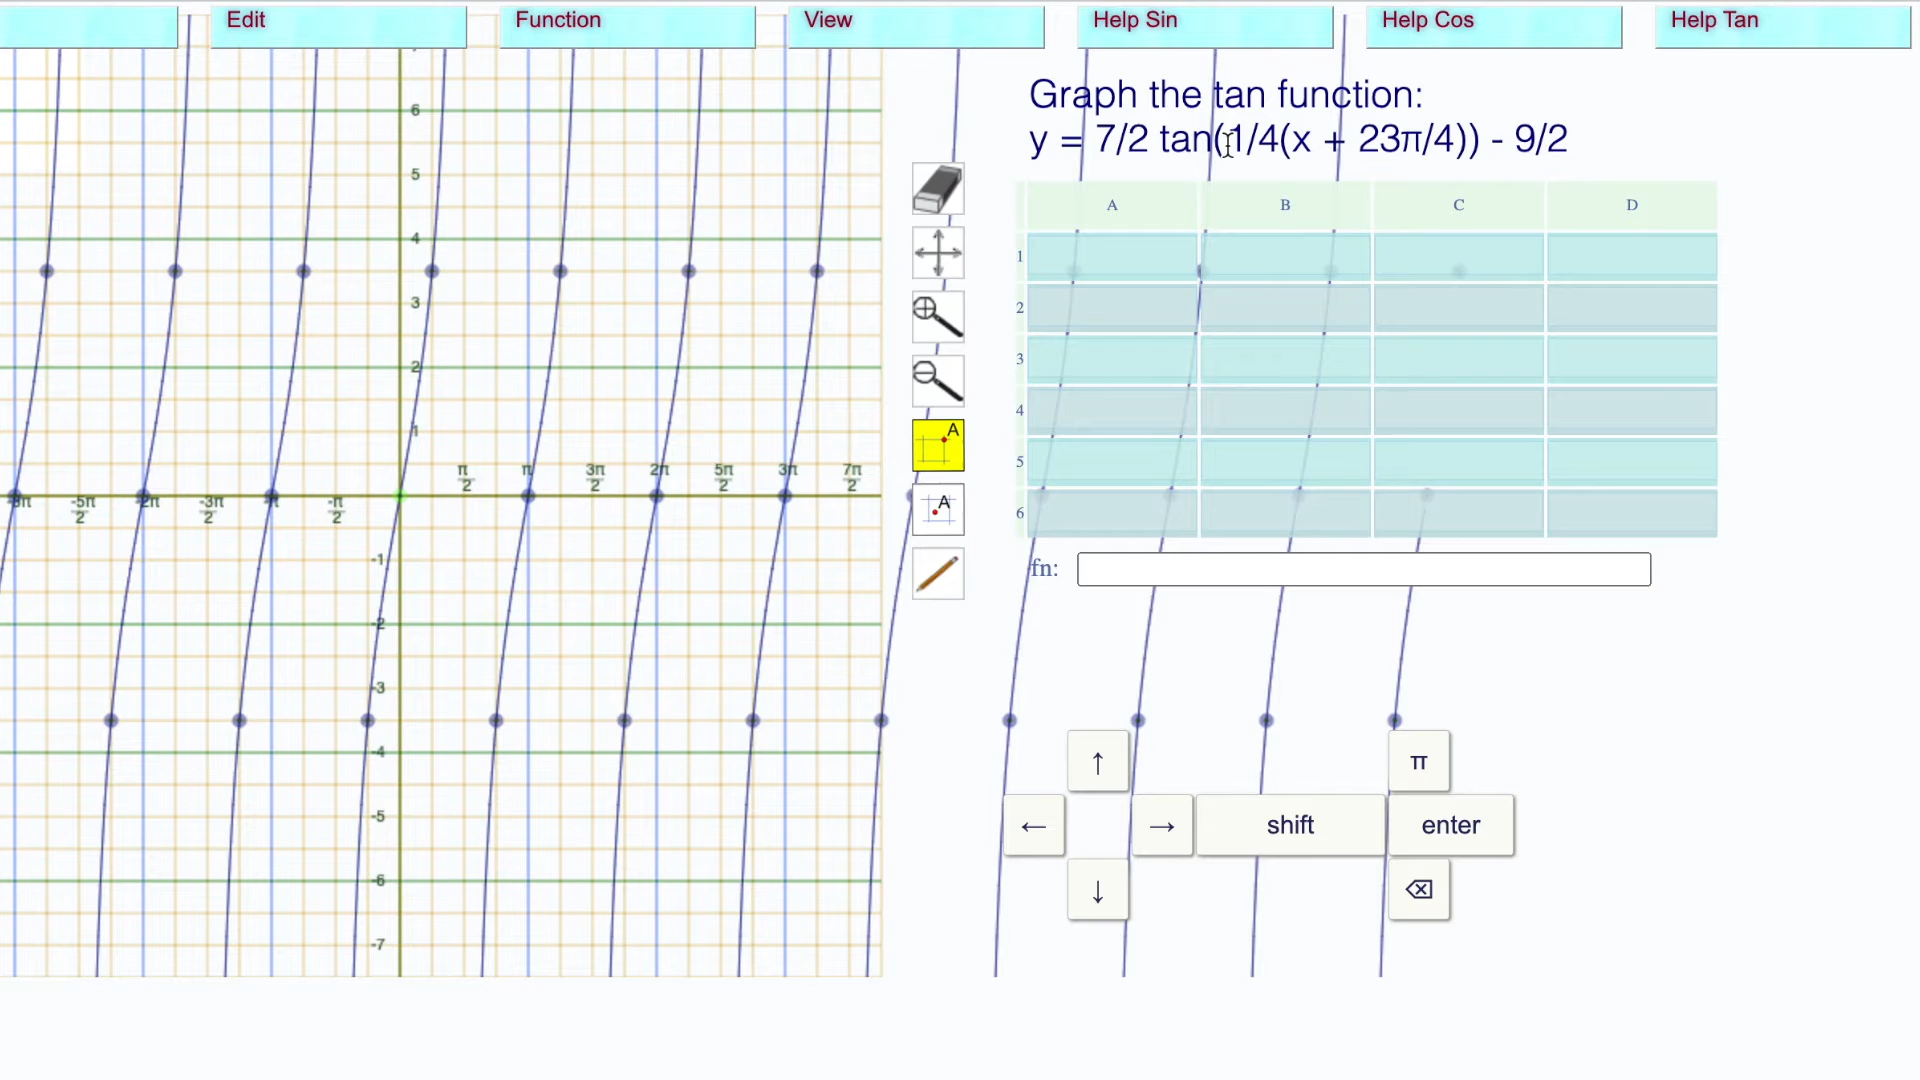 Edit Function View Help Sin Help Cos Help Tan
Graph the tan function:
y = 7/2 tan(1/4(x + 23π/4)) - 9/2
A B C D
1
2
3
4
5
6
fn:
6
5
4
3
2
1
-1
-2
-3
-4
-5
-6
-7
-5π/2 -2π -3π/2 -π/2 π/2 π 3π/2 2π 5π/2 3π 7π/2
A
A
↑ π
← → shift enter
↓ ⌫